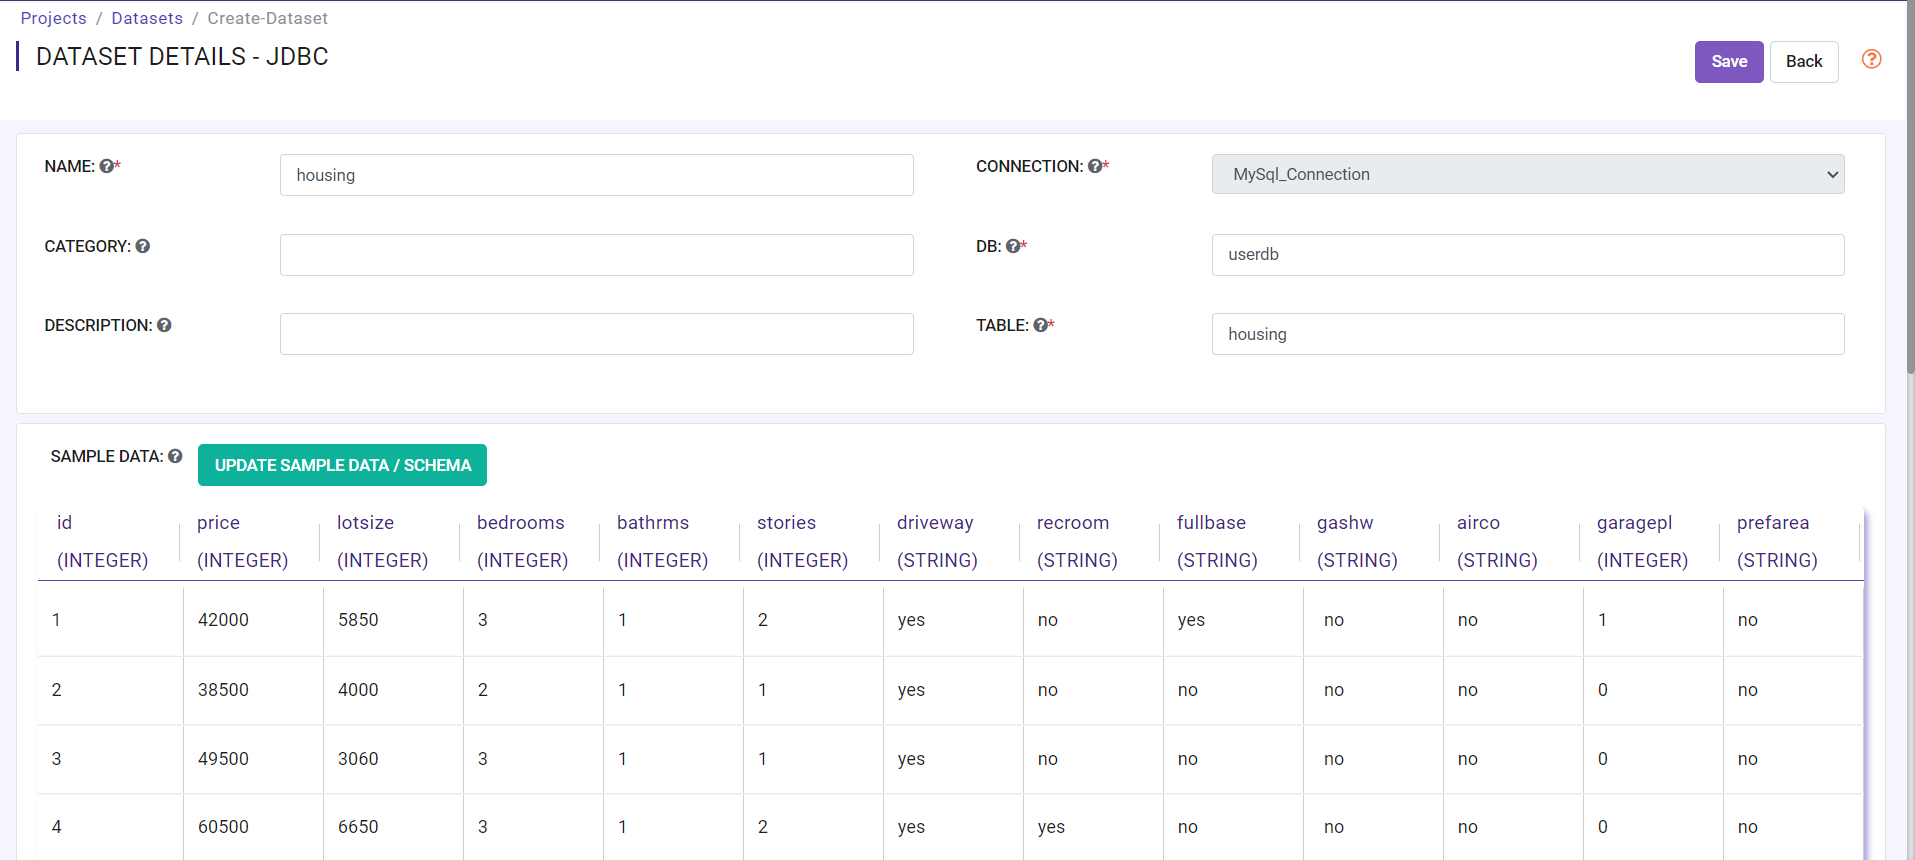 Projects / Datasets / Create-Dataset
DATASET DETAILS - JDBC
Save Back
NAME: * housing CONNECTION: * MySql_Connection
CATEGORY: DB: * userdb
DESCRIPTION: TABLE: * housing
SAMPLE DATA: UPDATE SAMPLE DATA / SCHEMA
id price lotsize bedrooms bathrms stories driveway recroom fullbase gashw airco garagepl prefarea
(INTEGER) (INTEGER) (INTEGER) (INTEGER) (INTEGER) (INTEGER) (STRING) (STRING) (STRING) (STRING) (STRING) (INTEGER) (STRING)
1 42000 5850 3 1 2 yes no yes no no 1 no
2 38500 4000 2 1 1 yes no no no no 0 no
3 49500 3060 3 1 1 yes no no no no 0 no
4 60500 6650 3 1 2 yes yes no no no 0 no